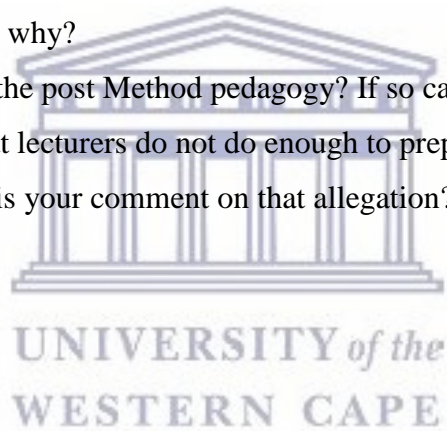 why?
the post Method pedagogy? If so ca
t lecturers do not do enough to prep
is your comment on that allegation?
UNIVERSITY of the
WESTERN CAPE